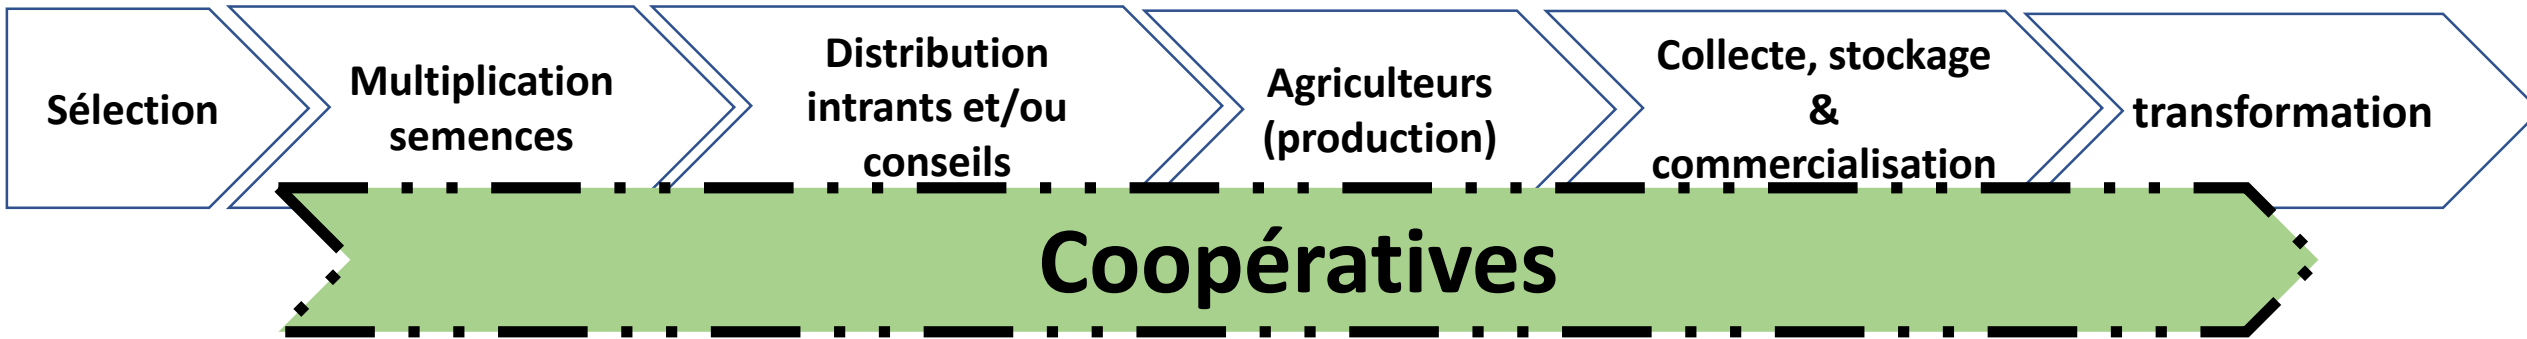 Sélection
Multiplication
semences
Distribution
intrants et/ou
conseils
Agriculteurs
(production)
Collecte, stockage
&
commercialisation
transformation
Coopératives